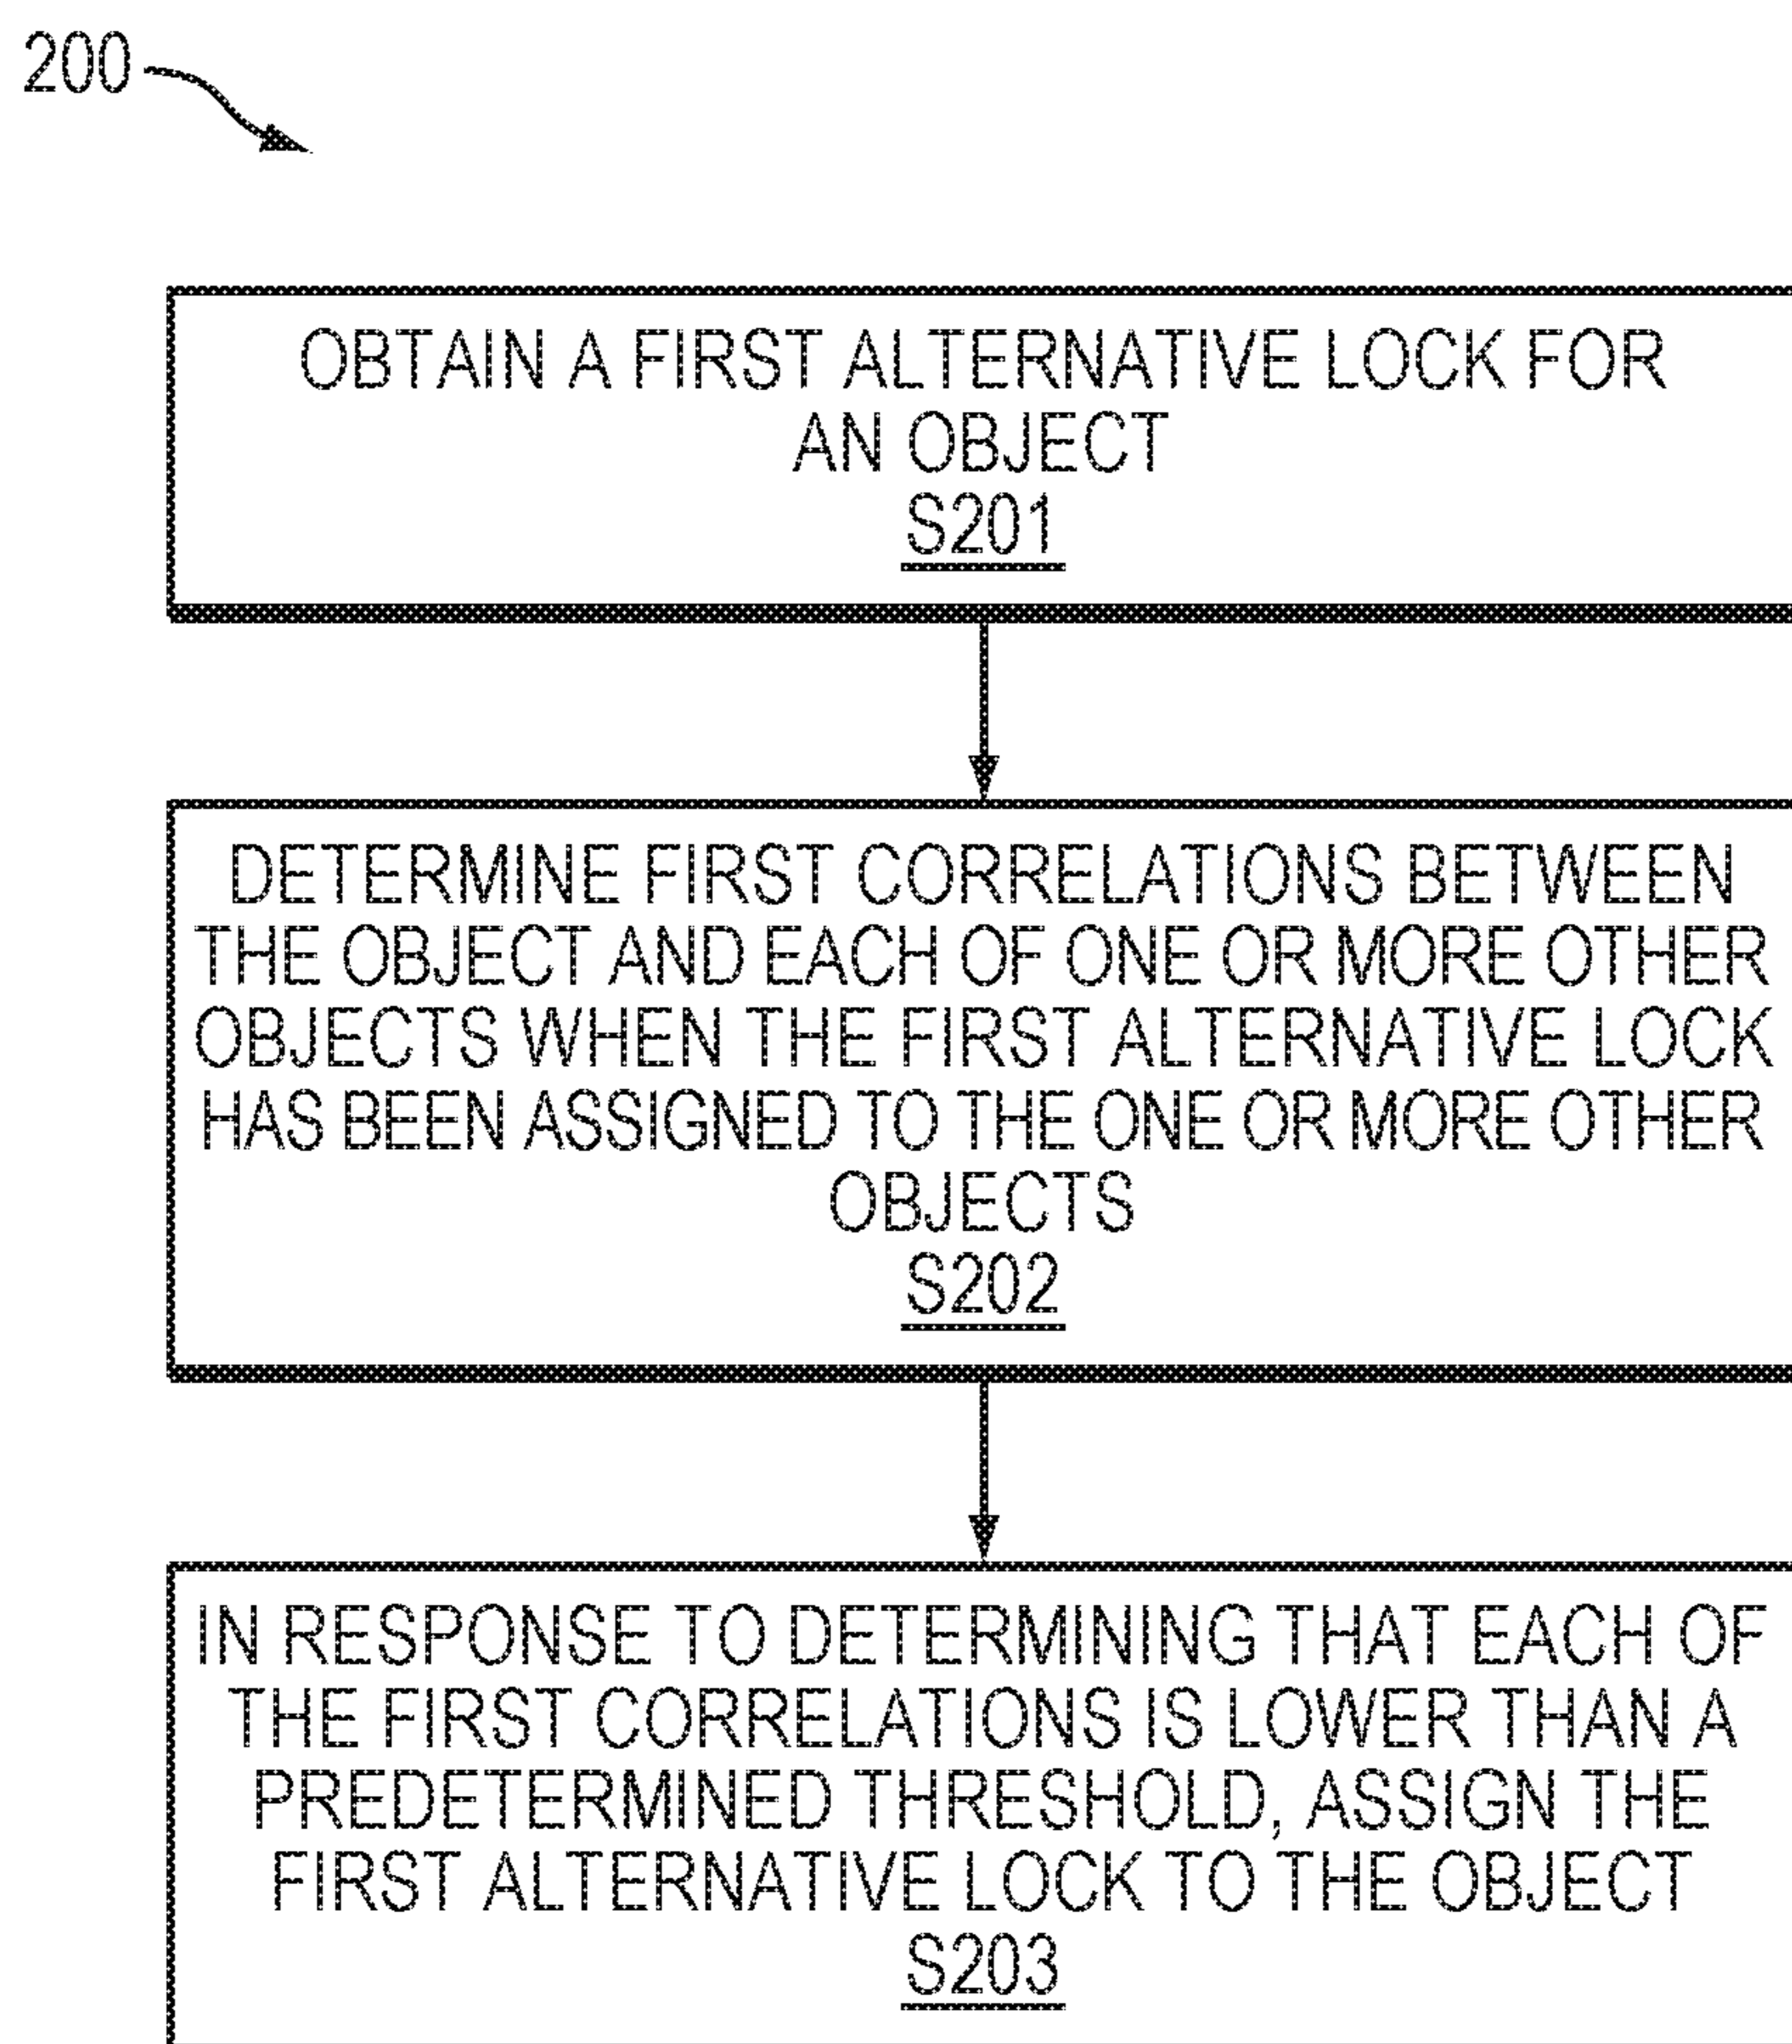 200
OBTAIN A FIRST ALTERNATIVE LOCK FOR
AN OBJECT
S201
DETERMINE FIRST CORRELATIONS BETWEEN
THE OBJECT AND EACH OF ONE OR MORE OTHER
OBJECTS WHEN THE FIRST ALTERNATIVE LOCK
HAS BEEN ASSIGNED TO THE ONE OR MORE OTHER
OBJECTS
S202
IN RESPONSE TO DETERMINING THAT EACH OF
THE FIRST CORRELATIONS IS LOWER THAN A
PREDETERMINED THRESHOLD, ASSIGN THE
FIRST ALTERNATIVE LOCK TO THE OBJECT
S203